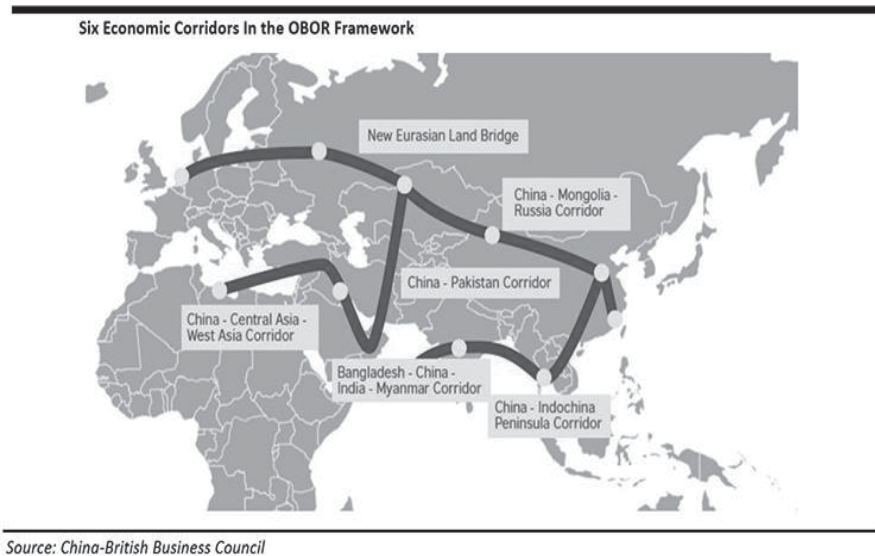 Six Economic Corridors In the OBOR Framework
New Eurasian Land Bridge
China - Mongolia -
Russia Corridor
China - Pakistan Corridor
China - Central Asia -
West Asia Corridor
Bangladesh - China -
India - Myanmar Corridor
China - Indochina
Peninsula Corridor
Source: China-British Business Council